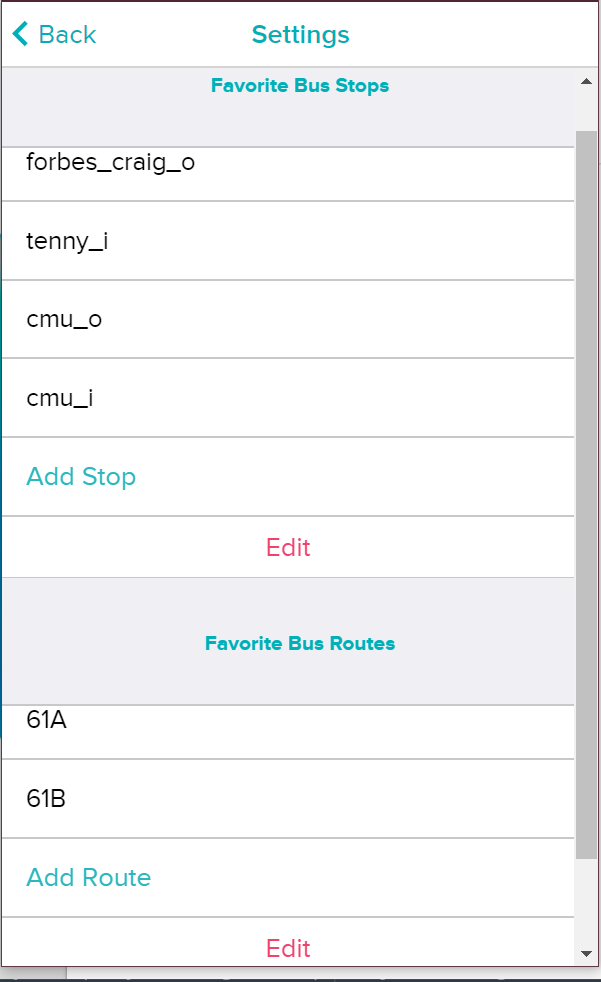 Back
Settings
Favorite Bus Stops
forbes_craig_o
tenny_i
cmu_o
cmu_i
Add Stop
Edit
Favorite Bus Routes
61A
61B
Add Route
Edit